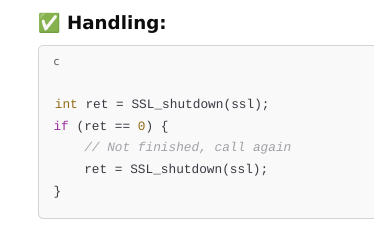 ✅ Handling:
c
int ret = SSL_shutdown(ssl);
if (ret == 0) {
    // Not finished, call again
    ret = SSL_shutdown(ssl);
}